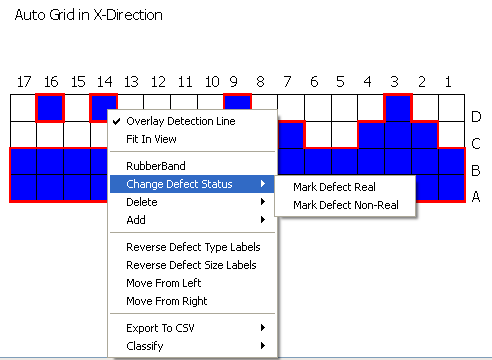 Auto Grid in X-Direction
17 16 15 14 13 12 11 10 9 8 7 6 5 4 3 2 1
D
Overlay Detection Line
C
Fit In View
RubberBand
B
Change Defect Status
Mark Defect Real
A
Delete
Mark Defect Non-Real
Add
Reverse Defect Type Labels
Reverse Defect Size Labels
Move From Left
Move From Right
Export To CSV
Classify